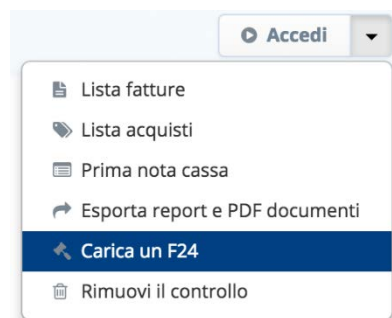 Accedi
Lista fatture
Lista acquisti
Prima nota cassa
Esporta report e PDF documenti
Carica un F24
Rimuovi il controllo